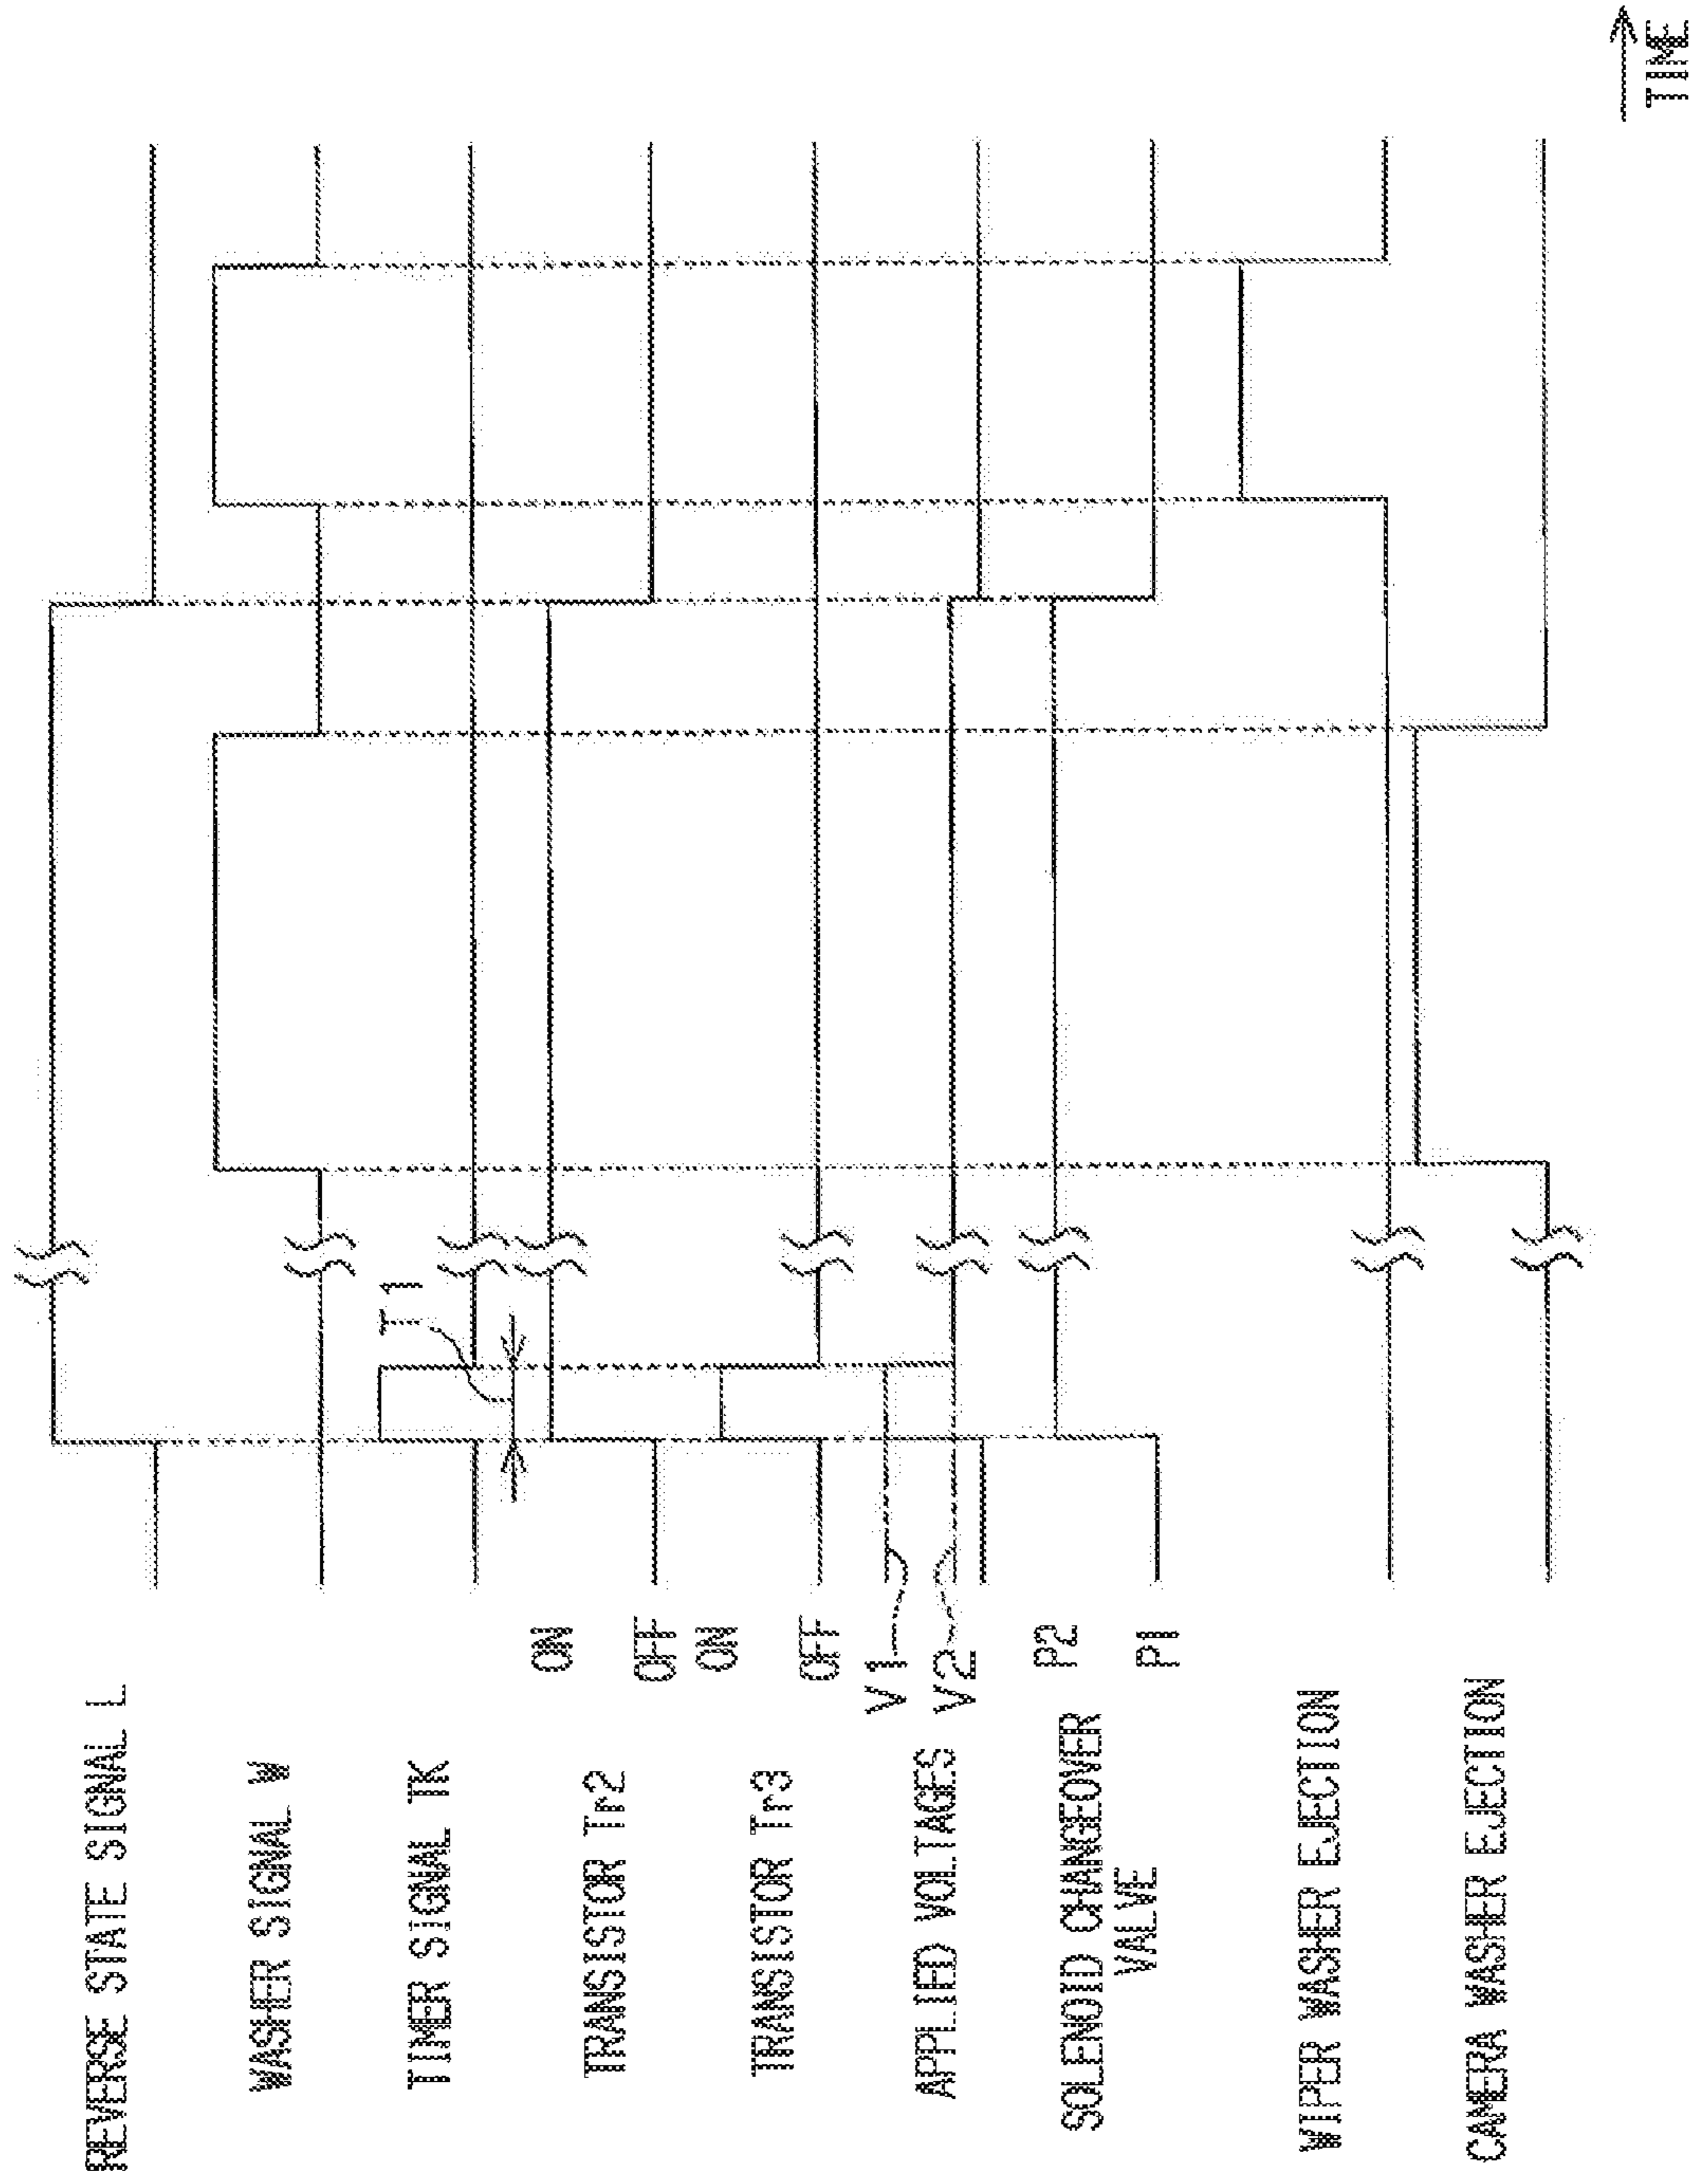 REVERSE STATE SIGNAL L
WASHER SIGNAL W
TIMER SIGNAL TK
T1
TRANSISTOR Tr2
ON
OFF
TRANSISTOR Tr3
ON
OFF
APPLIED VOLTAGES
V1
V2
SOLENOID CHANGEOVER
VALVE
P2
P1
WIPER WASHER EJECTION
CAMERA WASHER EJECTION
TIME